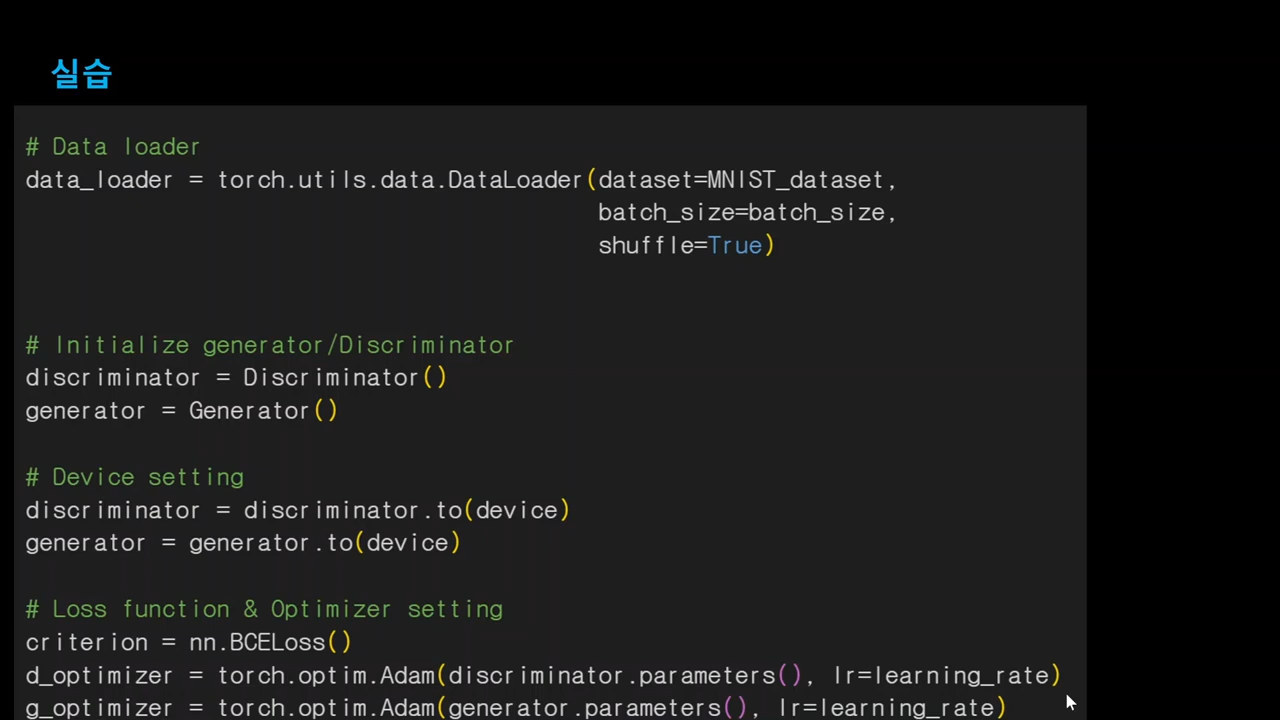 실습
# Data loader
data_loader = torch.utils.data.DataLoader(dataset=MNIST_dataset,
batch_size=batch_size,
shuffle=True)
# Initialize generator/Discriminator
discriminator = Discriminator()
generator = Generator()
# Device setting
discriminator = discriminator.to(device)
generator = generator.to(device)
# Loss function & Optimizer setting
criterion = nn.BCELoss()
d_optimizer = torch.optim.Adam(discriminator.parameters(), lr=learning_rate)
g_optimizer = torch.optim.Adam(generator.parameters(), lr=learning_rate)